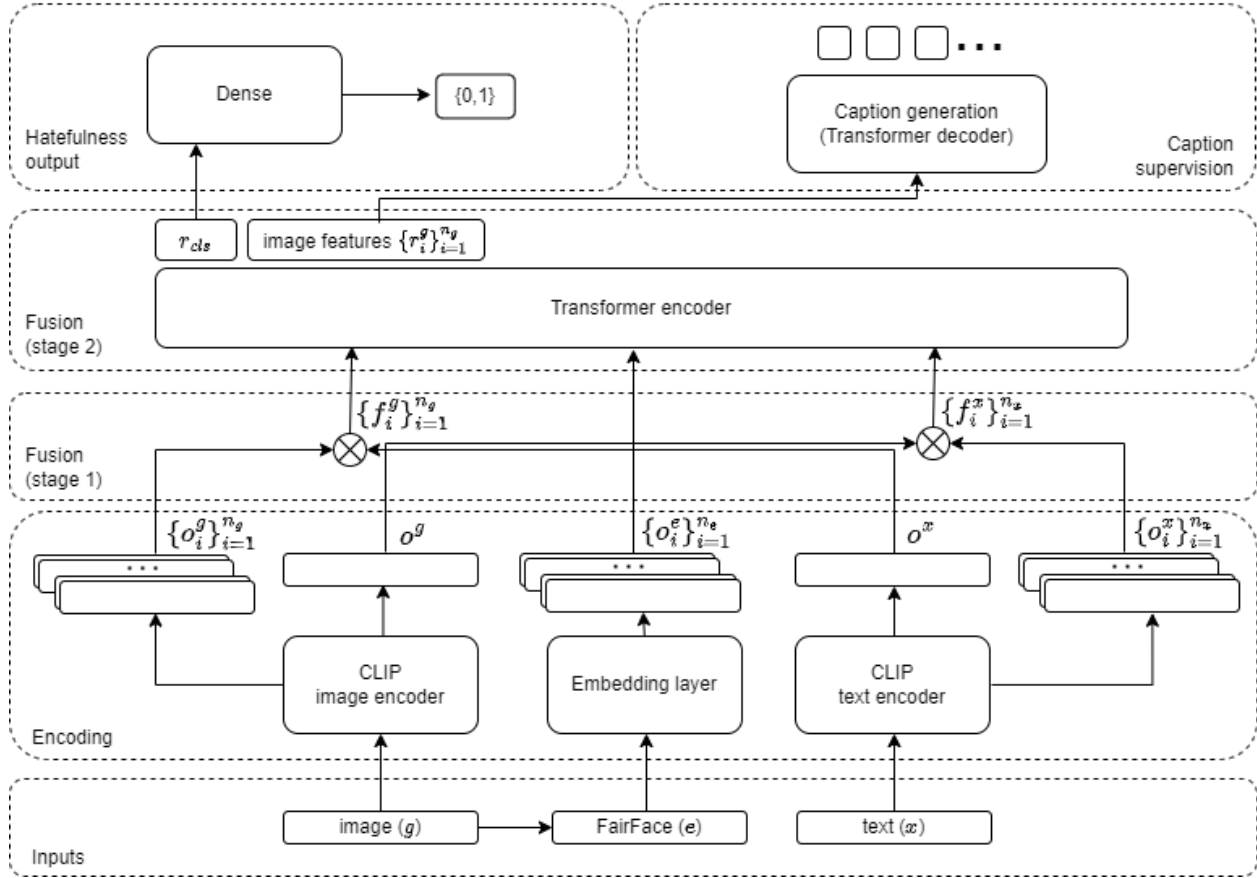 Dense
{0,1}
Hatefulness
output
Caption generation
(Transformer decoder)
Caption
supervision
r_{cls}
image features {r_i^g}_{i=1}^{n_g}
Transformer encoder
Fusion
(stage 2)
{f_i^g}_{i=1}^{n_g}
{f_i^x}_{i=1}^{n_x}
Fusion
(stage 1)
{o_i^g}_{i=1}^{n_g}
o^g
{o_i^e}_{i=1}^{n_e}
o^x
{o_i^x}_{i=1}^{n_x}
CLIP
image encoder
Embedding layer
CLIP
text encoder
Encoding
image (g)
FairFace (e)
text (x)
Inputs